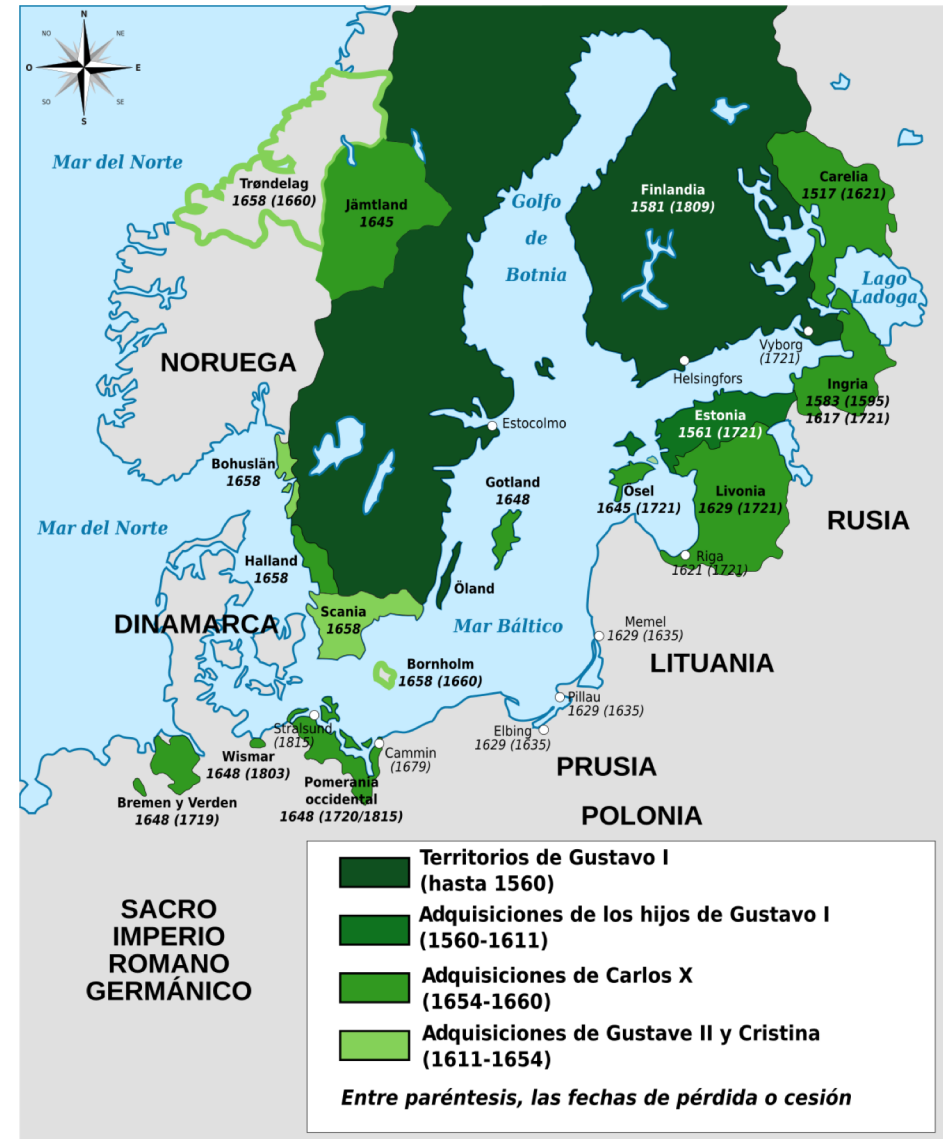 N
NO
NE
O
E
SO
SE
S
Mar del Norte
Trøndelag
1658 (1660)
Jämtland
1645
Golfo
de
Botnia
Finlandia
1581 (1809)
Carelia
1517 (1621)
Lago
Ladoga
NORUEGA
Vyborg
(1721)
Helsingfors
Ingria
1583 (1595)
1617 (1721)
Estonia
1561 (1721)
Estocolmo
Bohuslän
1658
Gotland
1648
Ösel
1645 (1721)
Livonia
1629 (1721)
RUSIA
Mar del Norte
Halland
1658
Riga
1621 (1721)
Öland
DINAMARCA
Scania
1658
Mar Báltico
Memel
1629 (1635)
LITUANIA
Bornholm
1658 (1660)
Pillau
1629 (1635)
Stralsund
(1815)
Elbing
1629 (1635)
Cammin
(1679)
Wismar
1648 (1803)
PRUSIA
Pomerania
occidental
1648 (1720/1815)
Bremen y Verden
1648 (1719)
POLONIA
SACRO
IMPERIO
ROMANO
GERMÁNICO
Territorios de Gustavo I
(hasta 1560)
Adquisiciones de los hijos de Gustavo I
(1560-1611)
Adquisiciones de Carlos X
(1654-1660)
Adquisiciones de Gustave II y Cristina
(1611-1654)
Entre paréntesis, las fechas de pérdida o cesión